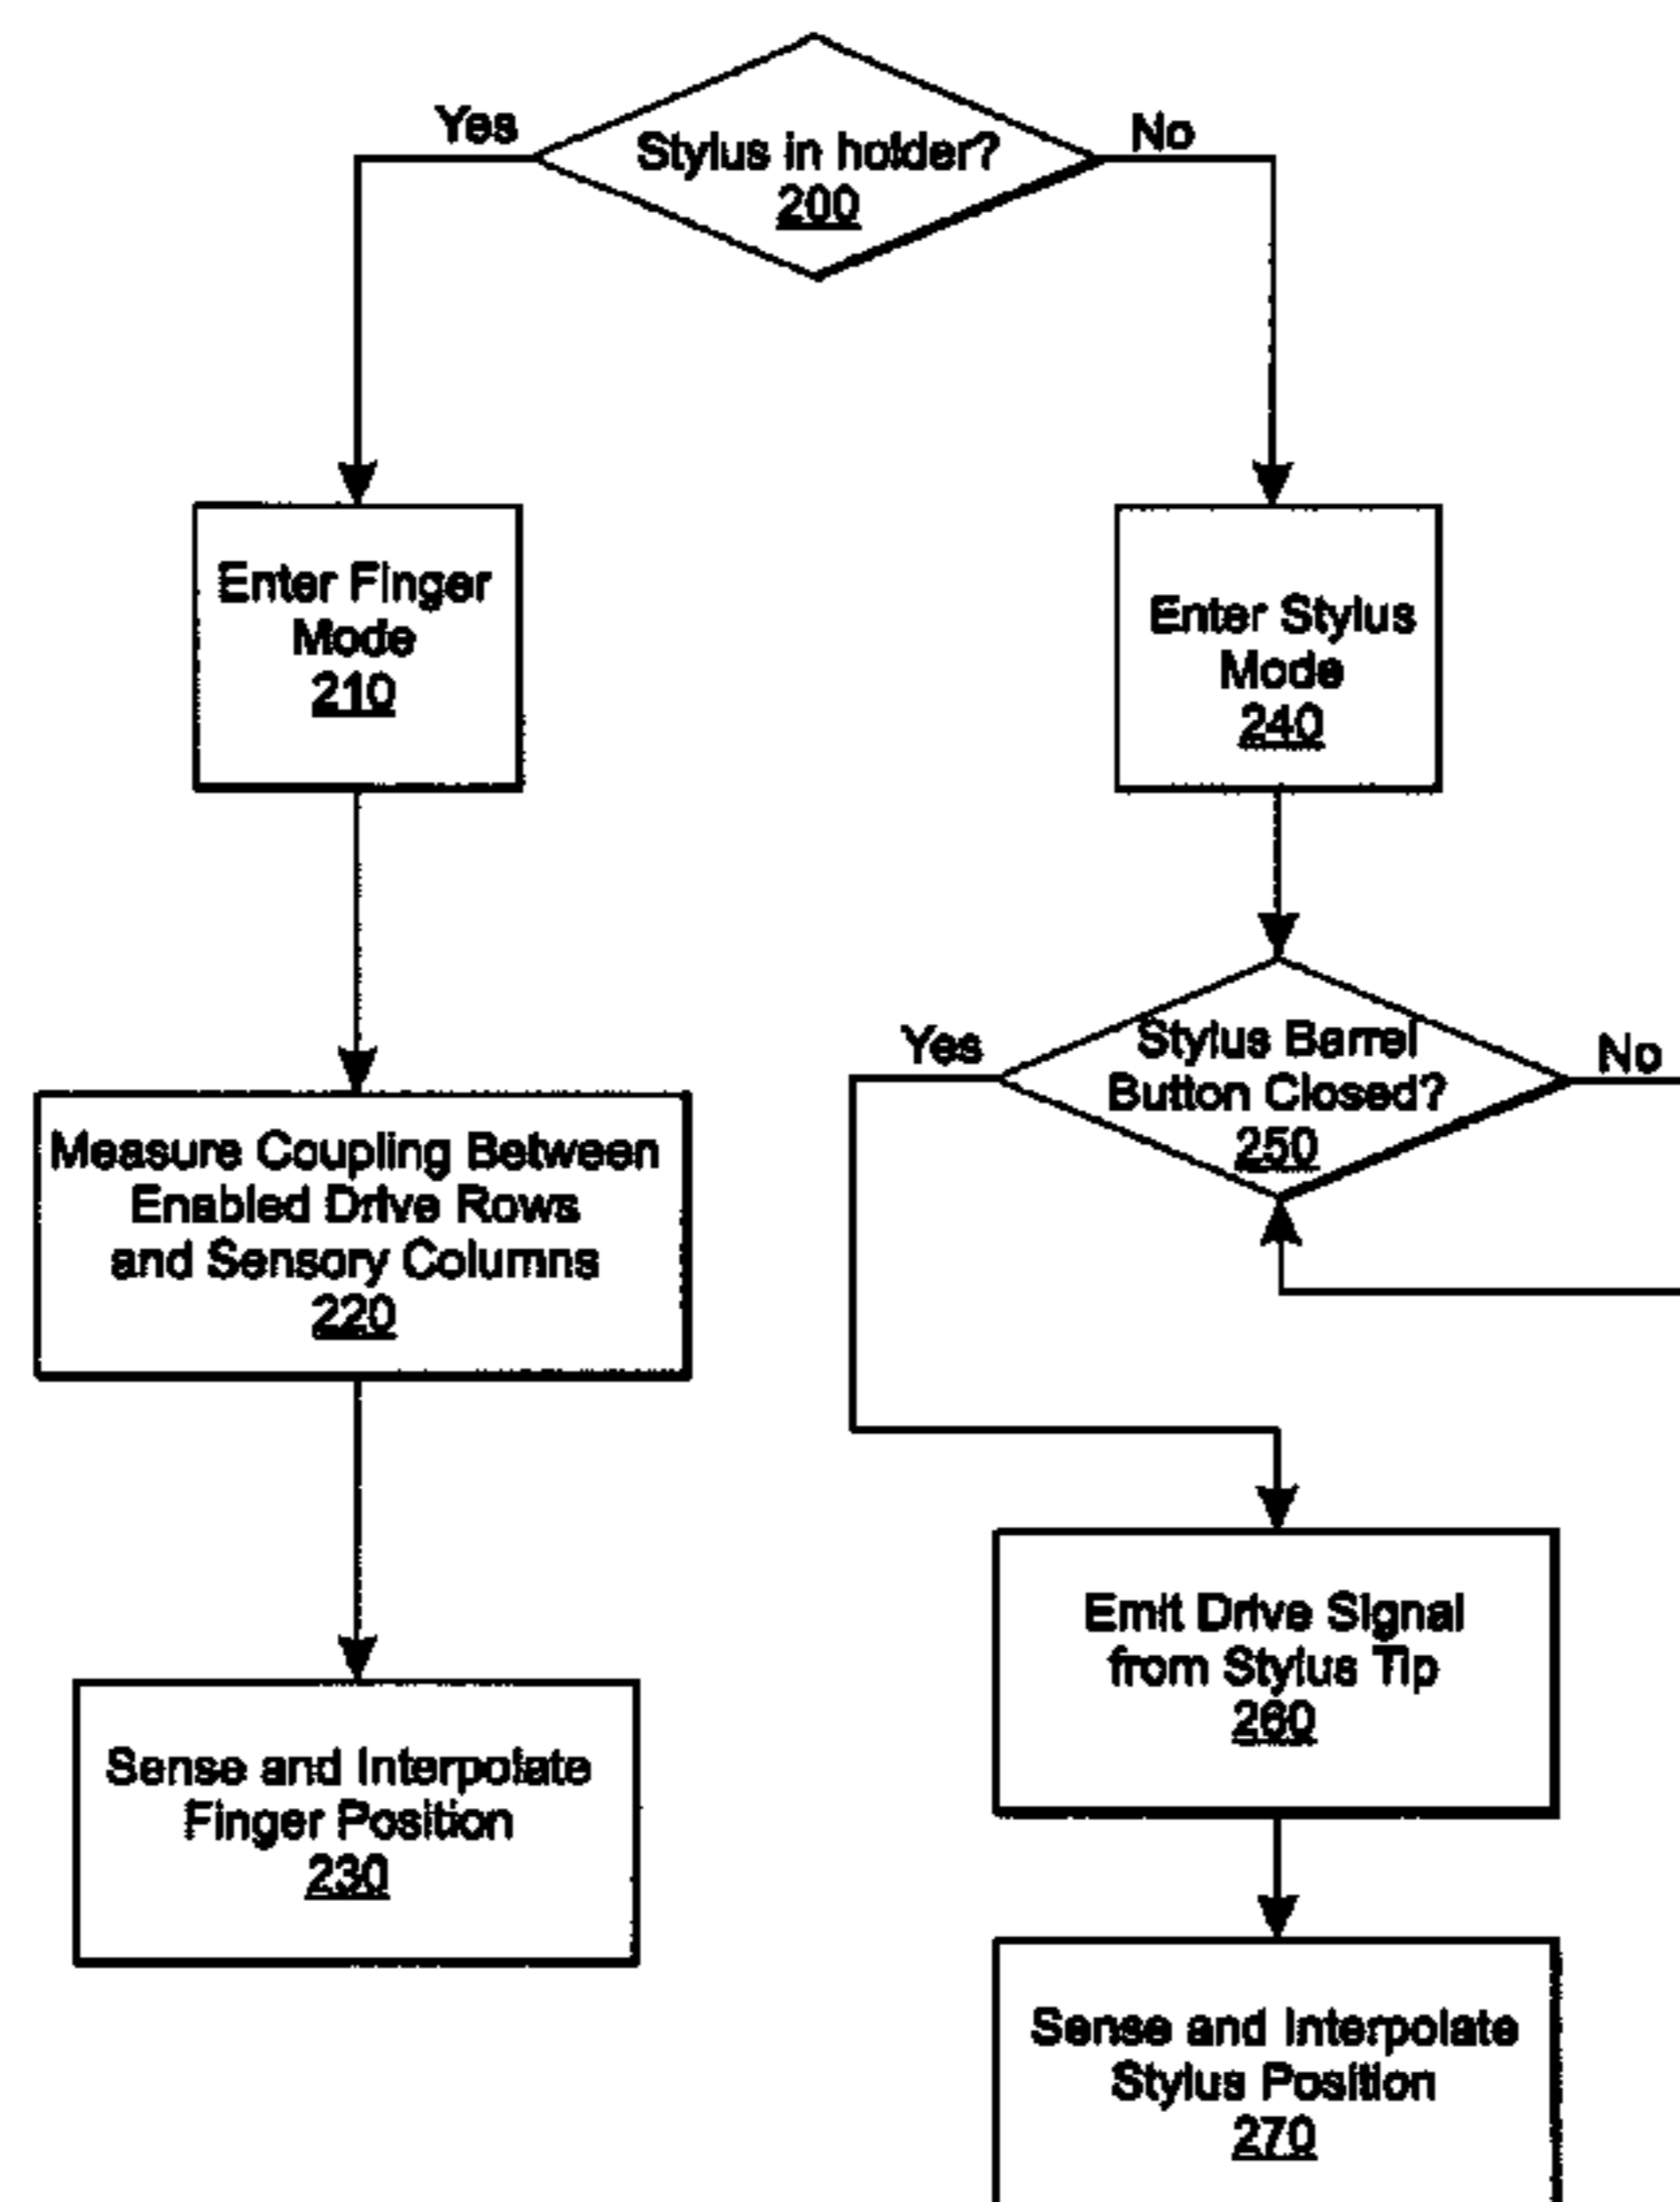 Yes
Stylus in holder?
No
200
Enter Finger
Mode
210
Enter Stylus
Mode
240
Yes
Stylus Barrel
Button Closed?
No
250
Measure Coupling Between
Enabled Drive Rows
and Sensory Columns
220
Emit Drive Signal
from Stylus Tip
260
Sense and Interpolate
Finger Position
230
Sense and Interpolate
Stylus Position
270